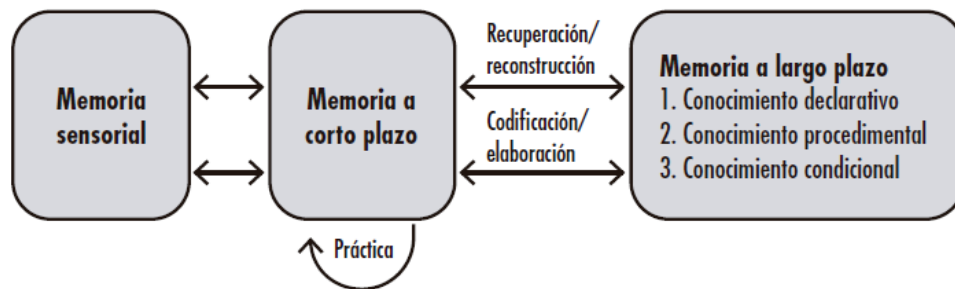 Memoria
sensorial
Memoria a
corto plazo
Práctica
Recuperación/
reconstrucción
Codificación/
elaboración
Memoria a largo plazo
1. Conocimiento declarativo
2. Conocimiento procedimental
3. Conocimiento condicional